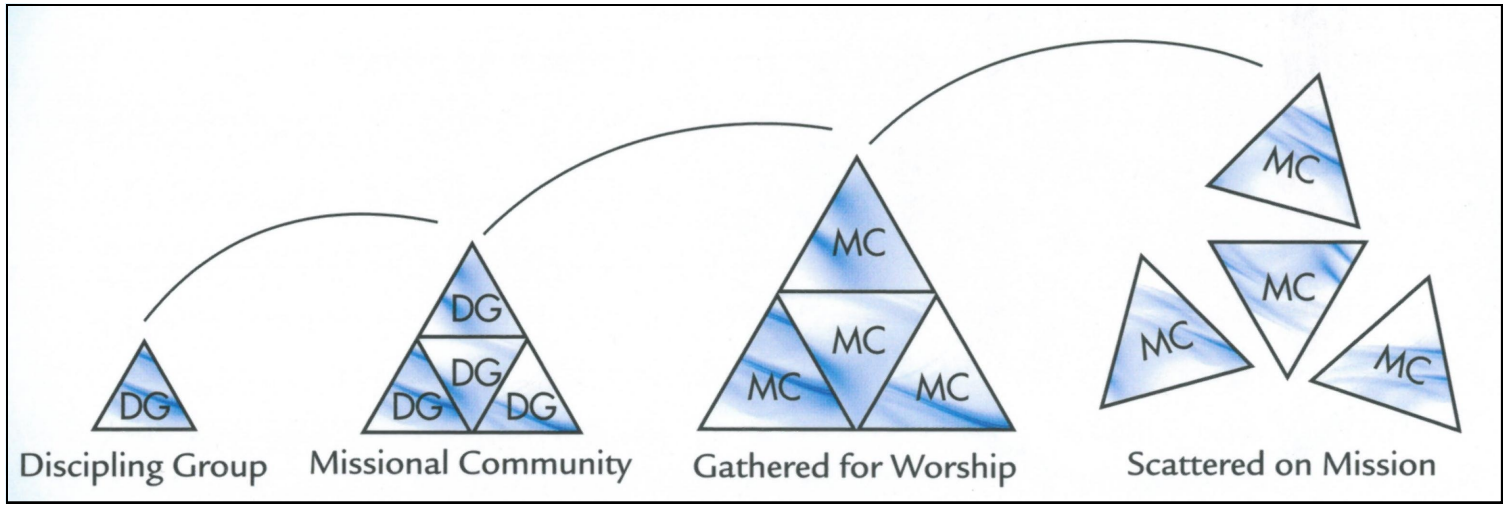 DG
Discipling Group
DG
DG
DG
DG
Missional Community
MC
MC
MC
MC
Gathered for Worship
MC
MC
MC
MC
Scattered on Mission